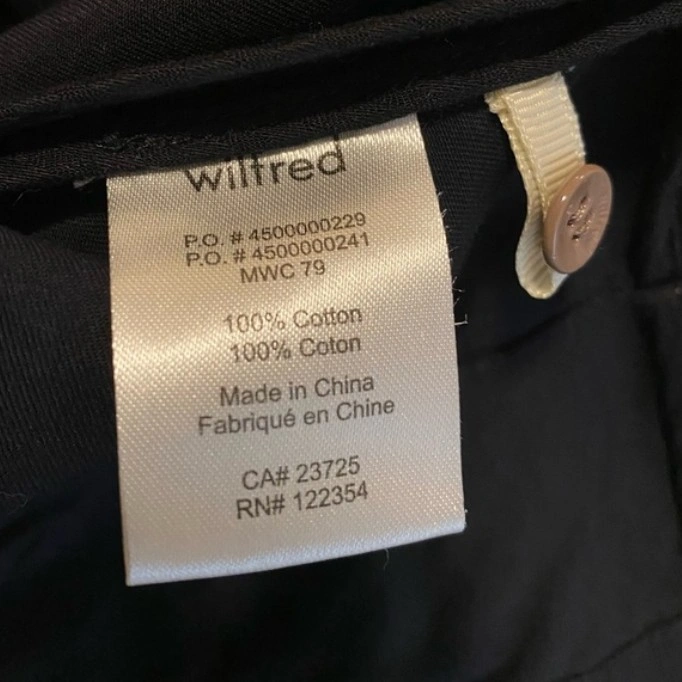 wilfred
P.O. # 4500000229
P.O. # 4500000241
MWC 79
100% Cotton
100% Coton
Made in China
Fabriqué en Chine
CA# 23725
RN# 122354